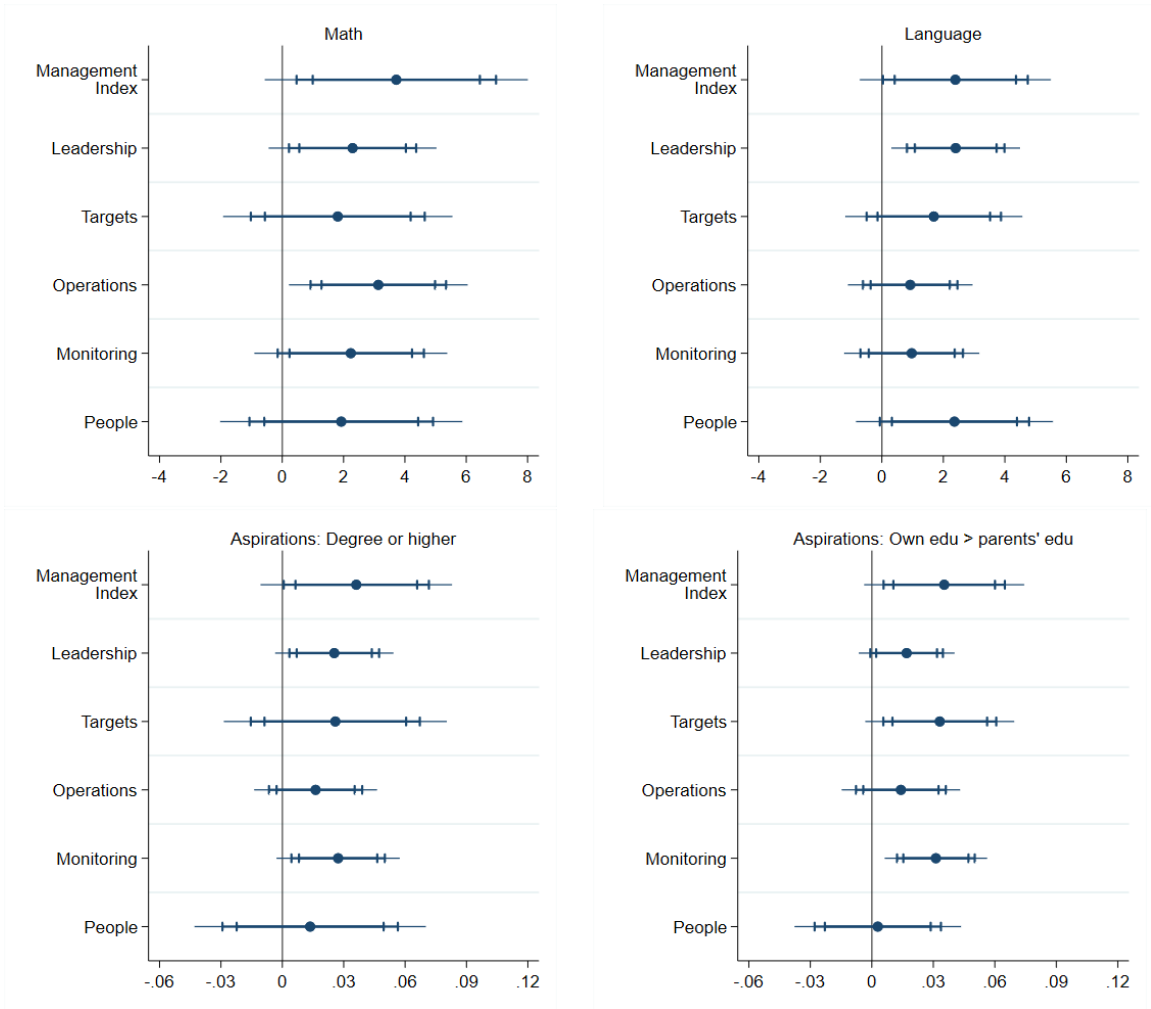 Math
Management
Index
Leadership
Targets
Operations
Monitoring
People
-4 -2 0 2 4 6 8
Language
Management
Index
Leadership
Targets
Operations
Monitoring
People
-4 -2 0 2 4 6 8
Aspirations: Degree or higher
Management
Index
Leadership
Targets
Operations
Monitoring
People
-.06 -.03 0 .03 .06 .09 .12
Aspirations: Own edu > parents' edu
Management
Index
Leadership
Targets
Operations
Monitoring
People
-.06 -.03 0 .03 .06 .09 .12